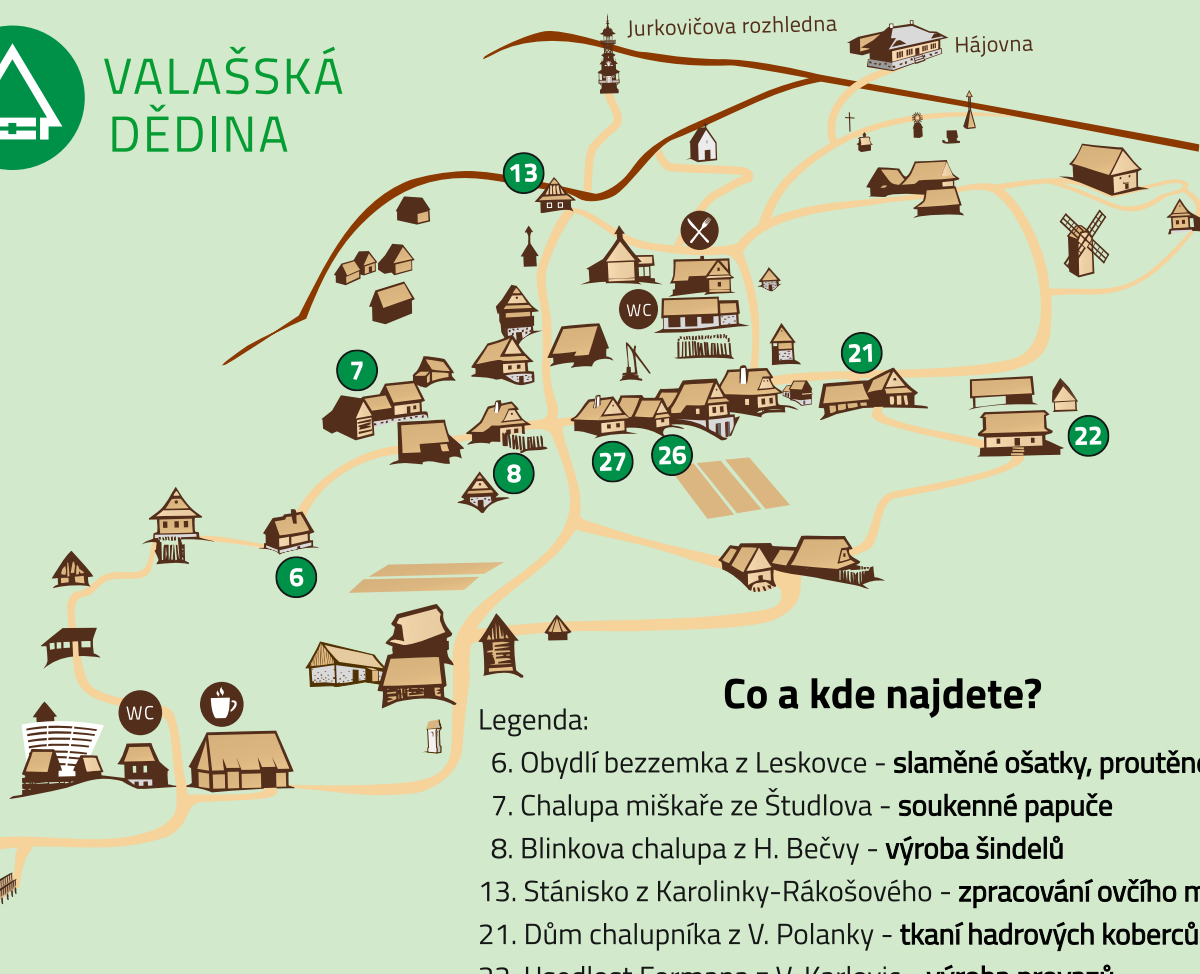 Jurkovičova rozhledna
Hájovna
VALAŠSKÁ
DĚDINA
13
WC
21
7
22
27
26
8
6
WC
Co a kde najdete?
Legenda:
6. Obydlí bezzemka z Leskovce - slaměné ošatky,
7. Chalupa miškaře ze Študlova - soukenné papuče
8. Blinkova chalupa z H. Bečvy - výroba šindelů
13. Stánisko z Karolinky-Rákošového - zpracování ovčího
21. Dům chalupníka z V. Polanky - tkaní hadrových koberců